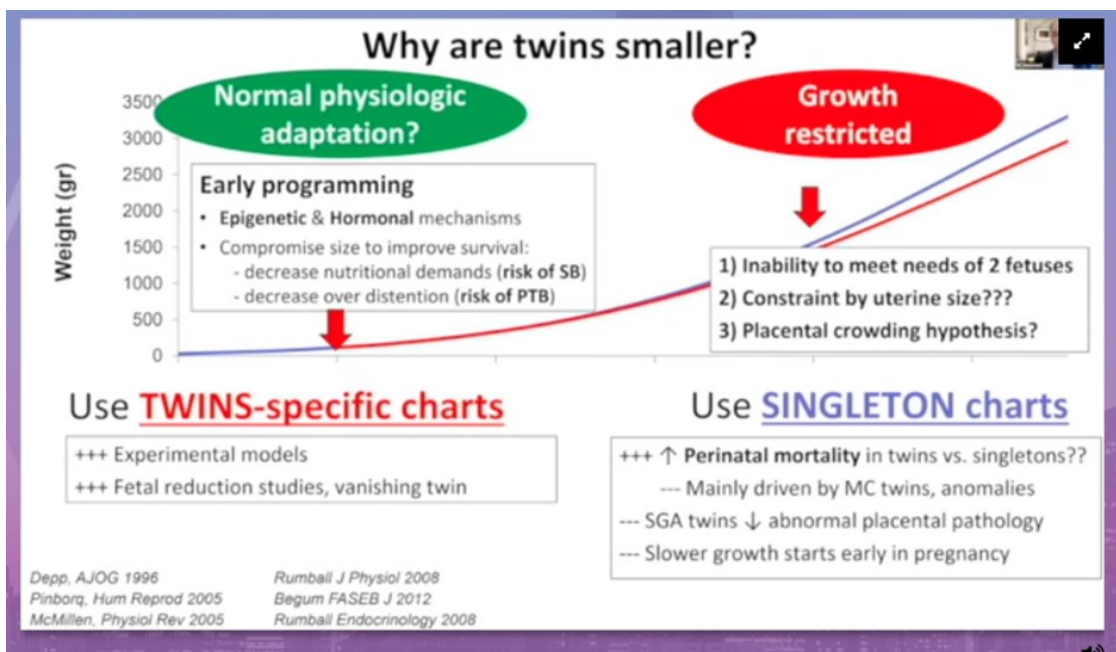 Why are twins smaller?
Normal physiologic
adaptation?
Growth
restricted
Weight (gr)
3500
3000
2500
2000
1500
1000
500
0
Early programming
• Epigenetic & Hormonal mechanisms
• Compromise size to improve survival:
- decrease nutritional demands (risk of SB)
- decrease over distention (risk of PTB)
1) Inability to meet needs of 2 fetuses
2) Constraint by uterine size???
3) Placental crowding hypothesis?
Use TWINS-specific charts
+++ Experimental models
+++ Fetal reduction studies, vanishing twin
Use SINGLETON charts
+++ ↑ Perinatal mortality in twins vs. singletons??
--- Mainly driven by MC twins, anomalies
--- SGA twins ↓ abnormal placental pathology
--- Slower growth starts early in pregnancy
Depp, AJOG 1996
Pinborg, Hum Reprod 2005
McMillen, Physiol Rev 2005
Rumball J Physiol 2008
Begum FASEB J 2012
Rumball Endocrinology 2008